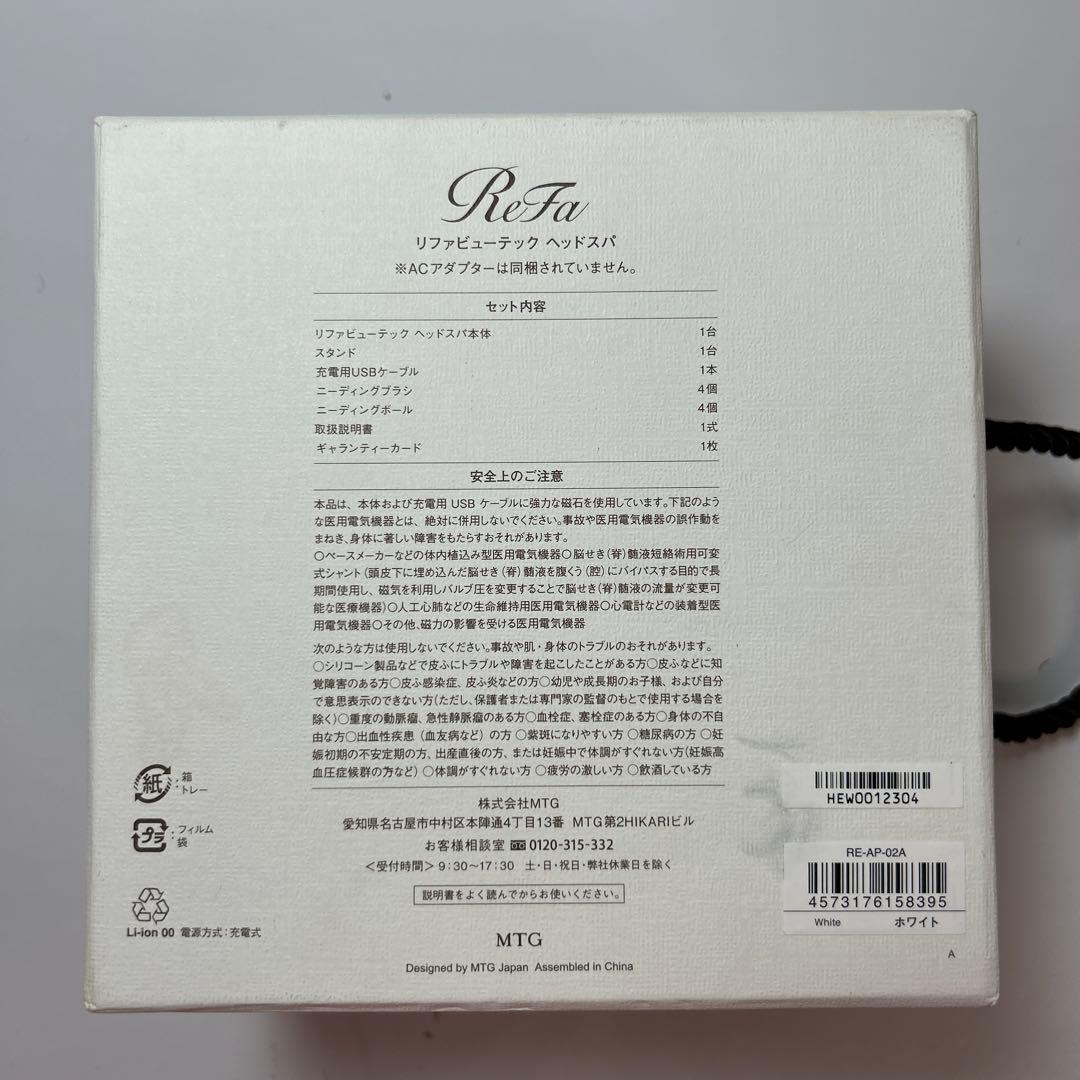 ReFa
リファビューテック ヘッドスパ
※ACアダプターは同梱されていません。
セット内容
リファビューテック ヘッドスパ本体 1台
スタンド 1台
充電用USBケーブル 1本
ニーディングブラシ 4個
ニーディングボール 4個
取扱説明書 1式
ギャランティーカード 1枚
安全上のご注意
本品は、本体および充電用 USB ケーブルに強力な磁石を使用しています。下記のよう
な医用電気機器とは、絶対に併用しないでください。事故や医用電気機器の誤作動を
まねき、身体に著しい障害をもたらすおそれがあります。
○ペースメーカーなどの体内植込み型医用電気機器○脳せき(脊)髄液短絡術用可変
式シャント(頭皮下に埋め込んだ脳せき(脊)髄液を腹くう(腔)にバイパスする目的で長
期間使用し、磁気を利用しバルブ圧を変更することで脳せき(脊)髄液の流量が変更可
能な医療機器)○人工心肺などの生命維持用医用電気機器○心電計などの装着型医
用電気機器○その他、磁力の影響を受ける医用電気機器
次のような方は使用しないでください。事故や肌・身体のトラブルのおそれがあります。
○シリコーン製品などで皮ふにトラブルや障害を起こしたことがある方○皮ふなどに知
覚障害のある方○皮ふ感染症、皮ふ炎などの方○幼児や成長期のお子様、および自分
で意思表示のできない方(ただし、保護者または専門家の監督のもとで使用する場合を
除く)○重度の動脈瘤、急性静脈瘤のある方○血栓症、塞栓症のある方○身体の不自
由な方○出血性疾患(血友病など)の方 ○紫斑になりやすい方 ○糖尿病の方 ○妊
娠初期の不安定期の方、出産直後の方、または妊娠中で体調がすぐれない方(妊娠高
血圧症候群の方など) ○体調がすぐれない方 ○疲労の激しい方 ○飲酒している方
株式会社MTG
愛知県名古屋市中村区本陣通4丁目13番 MTG第2HIKARIビル
お客様相談室 0120-315-332
＜受付時間＞9:30〜17:30 土・日・祝日・弊社休業日を除く
説明書をよく読んでからお使いください。
MTG
Designed by MTG Japan Assembled in China
紙
:箱
・トレー
プラ
:フィルム
袋
Li-ion 00 電源方式:充電式
HEW0012304
RE-AP-02A
4573176158395
White ホワイト
A